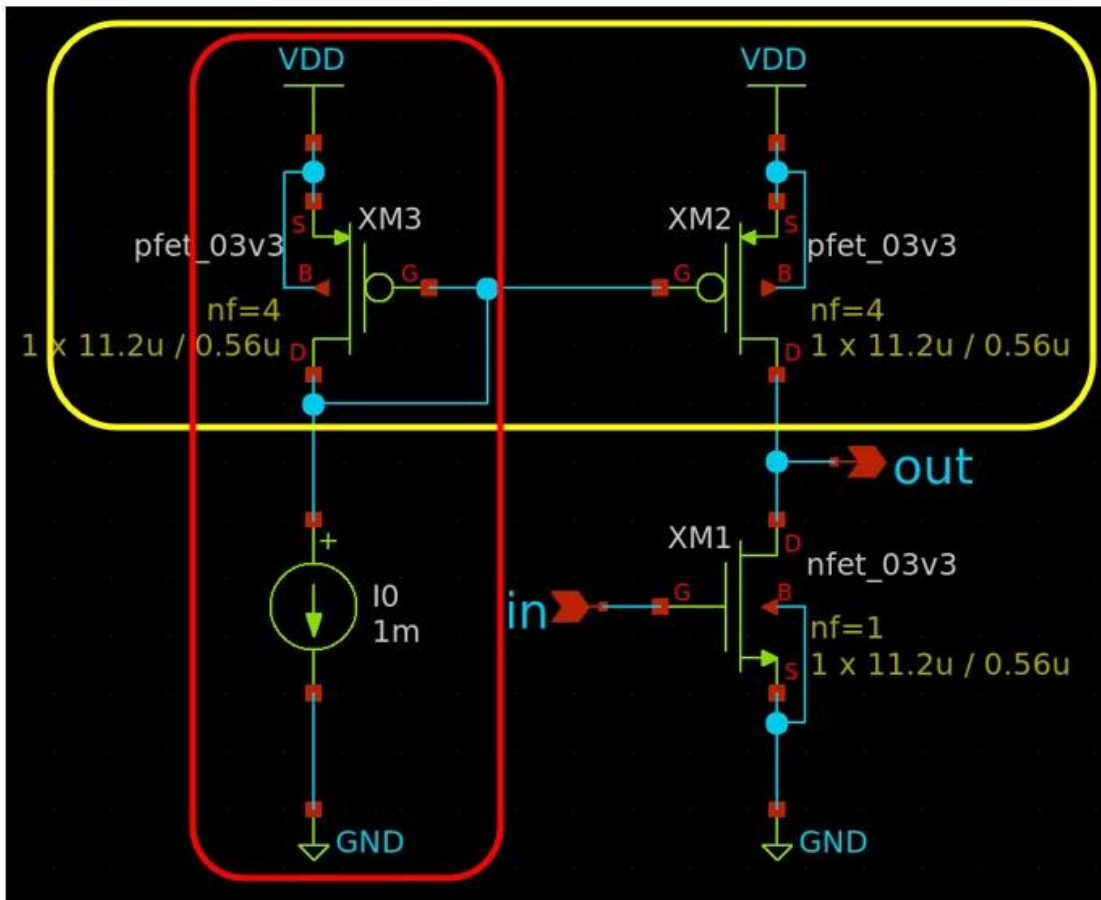 VDD
VDD
S
XM3
XM2
S
pfet_03v3
pfet_03v3
B
G
G
B
nf=4
nf=4
1 x 11.2u / 0.56u
D
1 x 11.2u / 0.56u
D
out
+
XM1
D
nfet_03v3
I0
1m
in
G
B
nf=1
1 x 11.2u / 0.56u
S
GND
GND